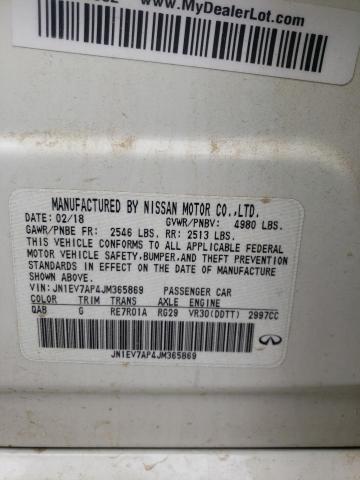 www.MyDealerLot.com
MANUFACTURED BY NISSAN MOTOR CO.,LTD.
DATE: 02/18 GVWR/PNBV: 4980 LBS.
GAWR/PNBE FR: 2546 LBS. RR: 2513 LBS.
THIS VEHICLE CONFORMS TO ALL APPLICABLE FEDERAL
MOTOR VEHICLE SAFETY,BUMPER,AND THEFT PREVENTION
STANDARDS IN EFFECT ON THE DATE OF MANUFACTURE
SHOWN ABOVE.
VIN: JN1EV7AP4JM365869 PASSENGER CAR
COLOR TRIM TRANS AXLE ENGINE
QAB G RE7R01A RG29 VR30(DDTT) 2997CC
JN1EV7AP4JM365869